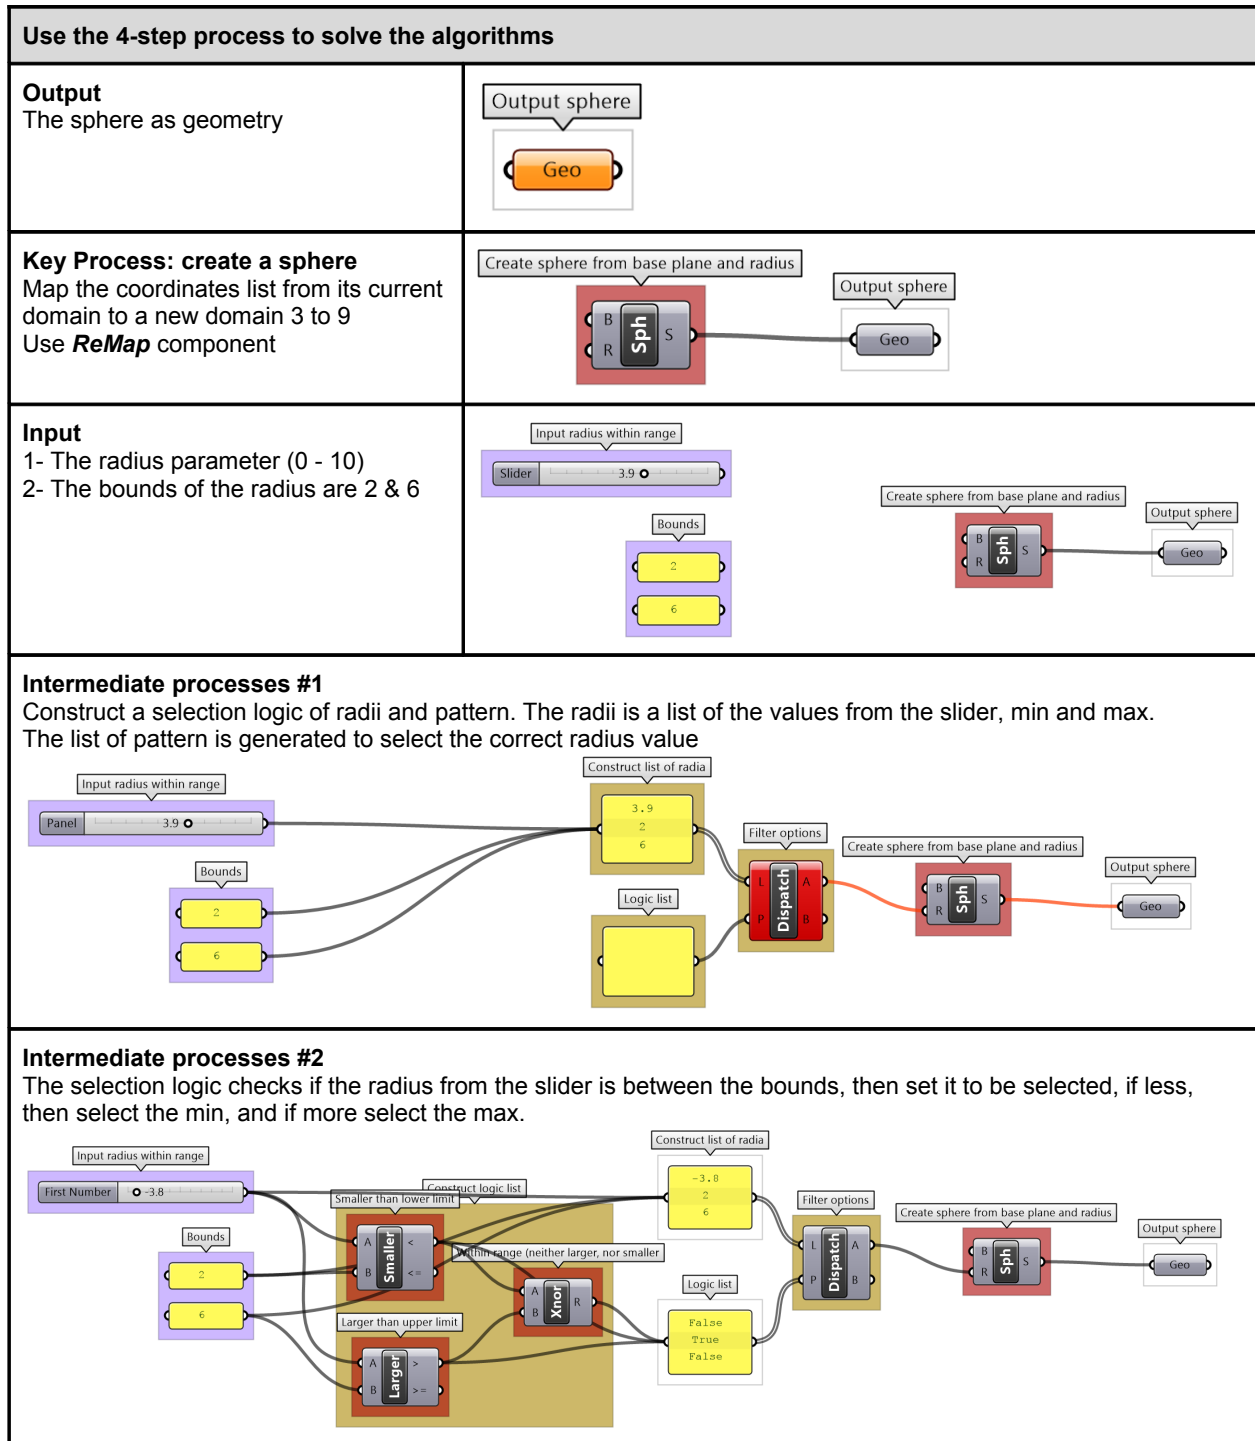 Use the 4-step process to solve the algorithms
Output
The sphere as geometry
Output sphere
Geo
Key Process: create a sphere
Map the coordinates list from its current
domain to a new domain 3 to 9
Use ReMap component
Create sphere from base plane and radius
B
R
Sph
S
Output sphere
Geo
Input
1- The radius parameter (0 - 10)
2- The bounds of the radius are 2 & 6
Input radius within range
Slider
3.9
Bounds
2
6
Create sphere from base plane and radius
B
R
Sph
S
Output sphere
Geo
Intermediate processes #1
Construct a selection logic of radii and pattern. The radii is a list of the values from the slider, min and max.
The list of pattern is generated to select the correct radius value
Input radius within range
Panel
3.9
Bounds
2
6
Construct list of radia
3.9
2
6
Logic list
Filter options
L
P
Dispatch
A
B
Create sphere from base plane and radius
B
R
Sph
S
Output sphere
Geo
Intermediate processes #2
The selection logic checks if the radius from the slider is between the bounds, then set it to be selected, if less,
then select the min, and if more select the max.
Input radius within range
First Number
-3.8
Bounds
2
6
Construct logic list
Smaller than lower limit
A
B
Smaller
<
<=
Within range (neither larger, nor smaller
A
B
Xnor
R
Larger than upper limit
A
B
Larger
>
>=
Construct list of radia
-3.8
2
6
Logic list
False
True
False
Filter options
L
P
Dispatch
A
B
Create sphere from base plane and radius
B
R
Sph
S
Output sphere
Geo